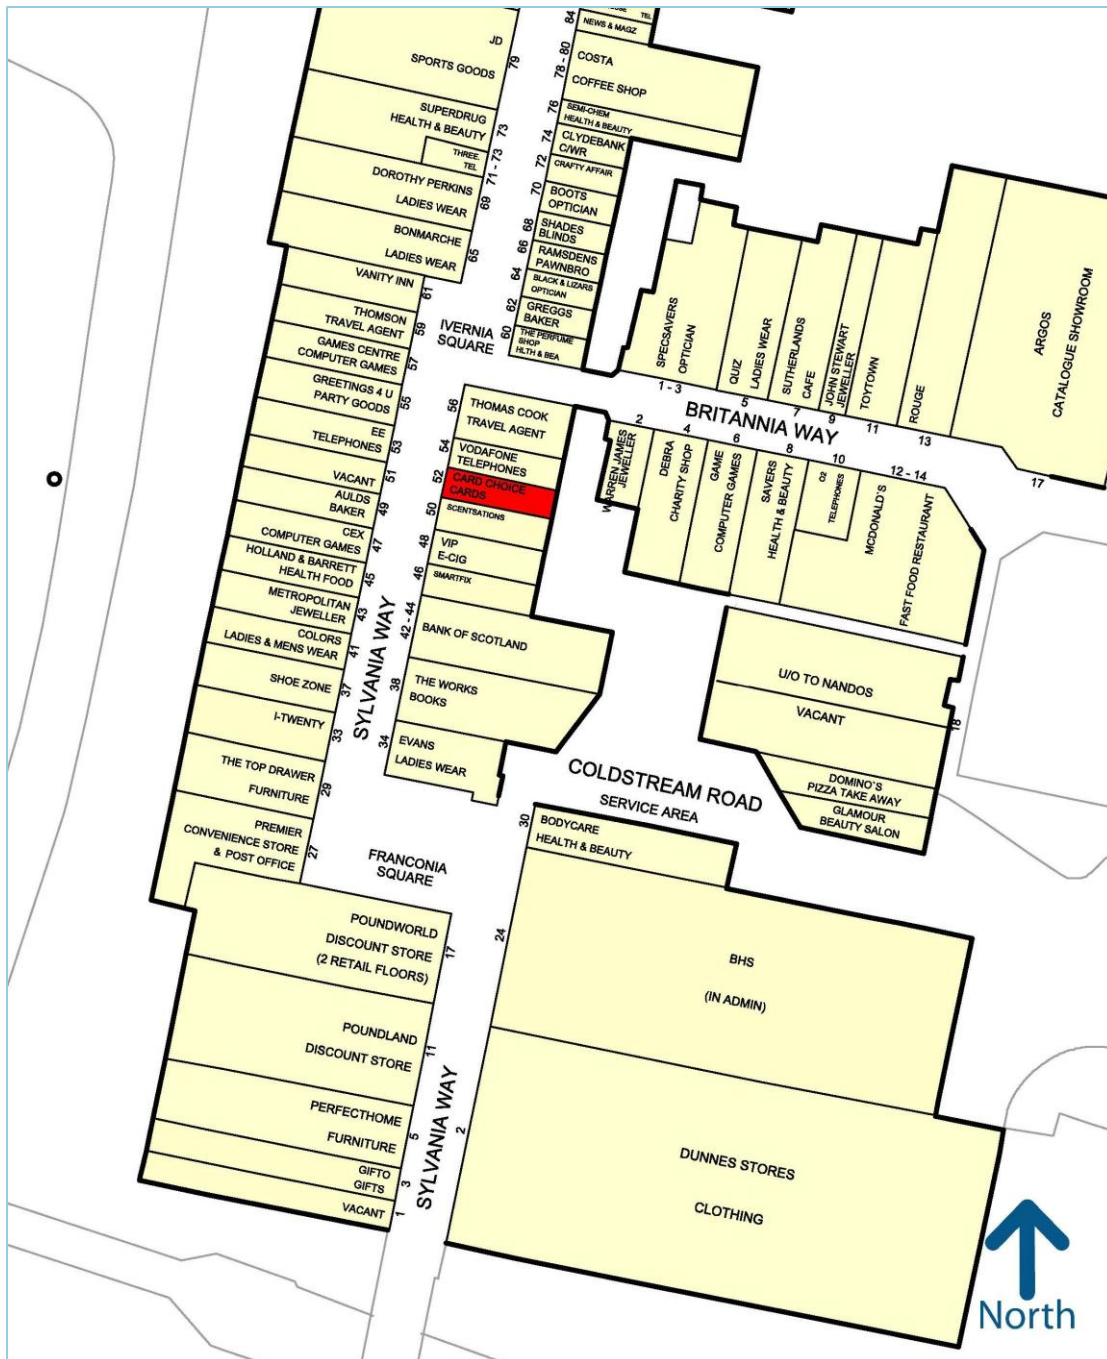 JD
SPORTS GOODS
79
SUPERDRUG
HEALTH & BEAUTY
73
THREE.
TEL
71 - 73
DOROTHY PERKINS
LADIES WEAR
69
BONMARCHE
LADIES WEAR
65
VANITY INN
61
THOMSON
TRAVEL AGENT
59
GAMES CENTRE
COMPUTER GAMES
57
GREETINGS 4 U
PARTY GOODS
55
EE
TELEPHONES
53
VACANT
51
AULDS
BAKER
49
CEX
COMPUTER GAMES
47
HOLLAND & BARRETT
HEALTH FOOD
45
METROPOLITAN
JEWELLER
43
COLORS
LADIES & MENS WEAR
41
SHOE ZONE
37
I-TWENTY
33
THE TOP DRAWER
FURNITURE
29
PREMIER
CONVENIENCE STORE
& POST OFFICE
27
POUNDWORLD
DISCOUNT STORE
(2 RETAIL FLOORS)
17
POUNDLAND
DISCOUNT STORE
11
PERFECTHOME
FURNITURE
5
GIFTO
GIFTS
3
VACANT
1
TEL
84
NEWS & MAGZ
COSTA
COFFEE SHOP
78 - 80
SEMI-CHEM
HEALTH & BEAUTY
76
CLYDEBANK
C/WR
74
CRAFTY AFFAIR
72
BOOTS
OPTICIAN
70
SHADES
BLINDS
68
RAMSDENS
PAWNBRO
66
BLACK & LIZARS
OPTICIAN
64
GREGGS
BAKER
62
THE PERFUME
SHOP
HLTH & BEA
60
IVERNIA
SQUARE
THOMAS COOK
TRAVEL AGENT
56
VODAFONE
TELEPHONES
54
CARD CHOICE
CARDS
52
SCENTSATIONS
50
VIP
E-CIG
48
SMARTFIX
46
BANK OF SCOTLAND
42 - 44
THE WORKS
BOOKS
38
EVANS
LADIES WEAR
34
SYLVANIA WAY
FRANCONIA
SQUARE
SPECSAVERS
OPTICIAN
1 - 3
QUIZ
LADIES WEAR
5
SUTHERLANDS
CAFE
7
JOHN STEWART
JEWELLER
9
TOYTOWN
11
ROUGE
13
ARGOS
CATALOGUE SHOWROOM
17
BRITANNIA WAY
WARREN JAMES
JEWELLER
2
DEBRA
CHARITY SHOP
4
GAME
COMPUTER GAMES
6
SAVERS
HEALTH & BEAUTY
8
O2
TELEPHONES
10
MCDONALD'S
FAST FOOD RESTAURANT
12 - 14
U/O TO NANDOS
VACANT
18
DOMINO'S
PIZZA TAKE AWAY
GLAMOUR
BEAUTY SALON
COLDSTREAM ROAD
SERVICE AREA
BODYCARE
HEALTH & BEAUTY
30
BHS
(IN ADMIN)
24
DUNNES STORES
CLOTHING
2
SYLVANIA WAY
North